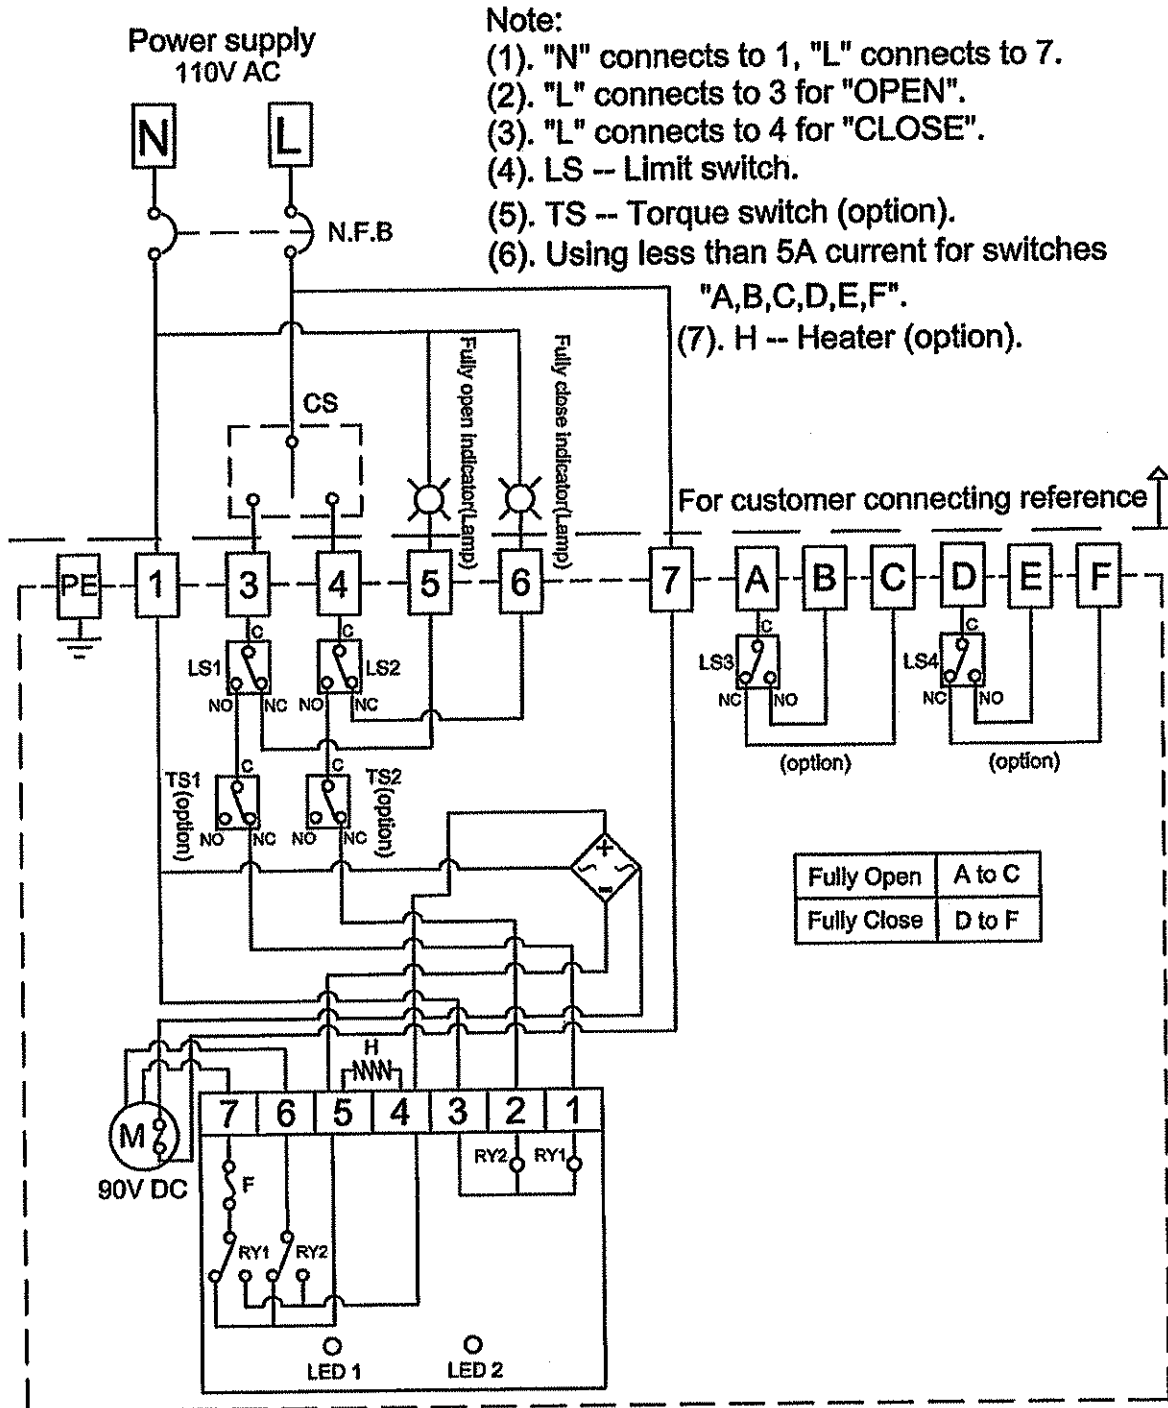 Note:
Power supply
110V AC
(1). "N" connects to 1, "L" connects to 7.
(2). "L" connects to 3 for "OPEN".
(3). "L" connects to 4 for "CLOSE".
(4). LS -- Limit switch.
(5). TS -- Torque switch (option).
(6). Using less than 5A current for switches
"A,B,C,D,E,F".
(7). H -- Heater (option).
N L
N.F.B
CS
Fully open indicator(Lamp)
Fully close indicator(Lamp)
For customer connecting reference
PE 1 3 4 5 6 7 A B C D E F
C C C C
LS1 LS2 LS3 LS4
NO NC NO NC NC NO NC NO
(option) (option)
C C
TS1 (option) TS2 (option)
NO NC NO NC
+
-
Fully Open A to C
Fully Close D to F
H
7 6 5 4 3 2 1
M
90V DC
F
RY2 RY1
RY1 RY2
LED 1 LED 2